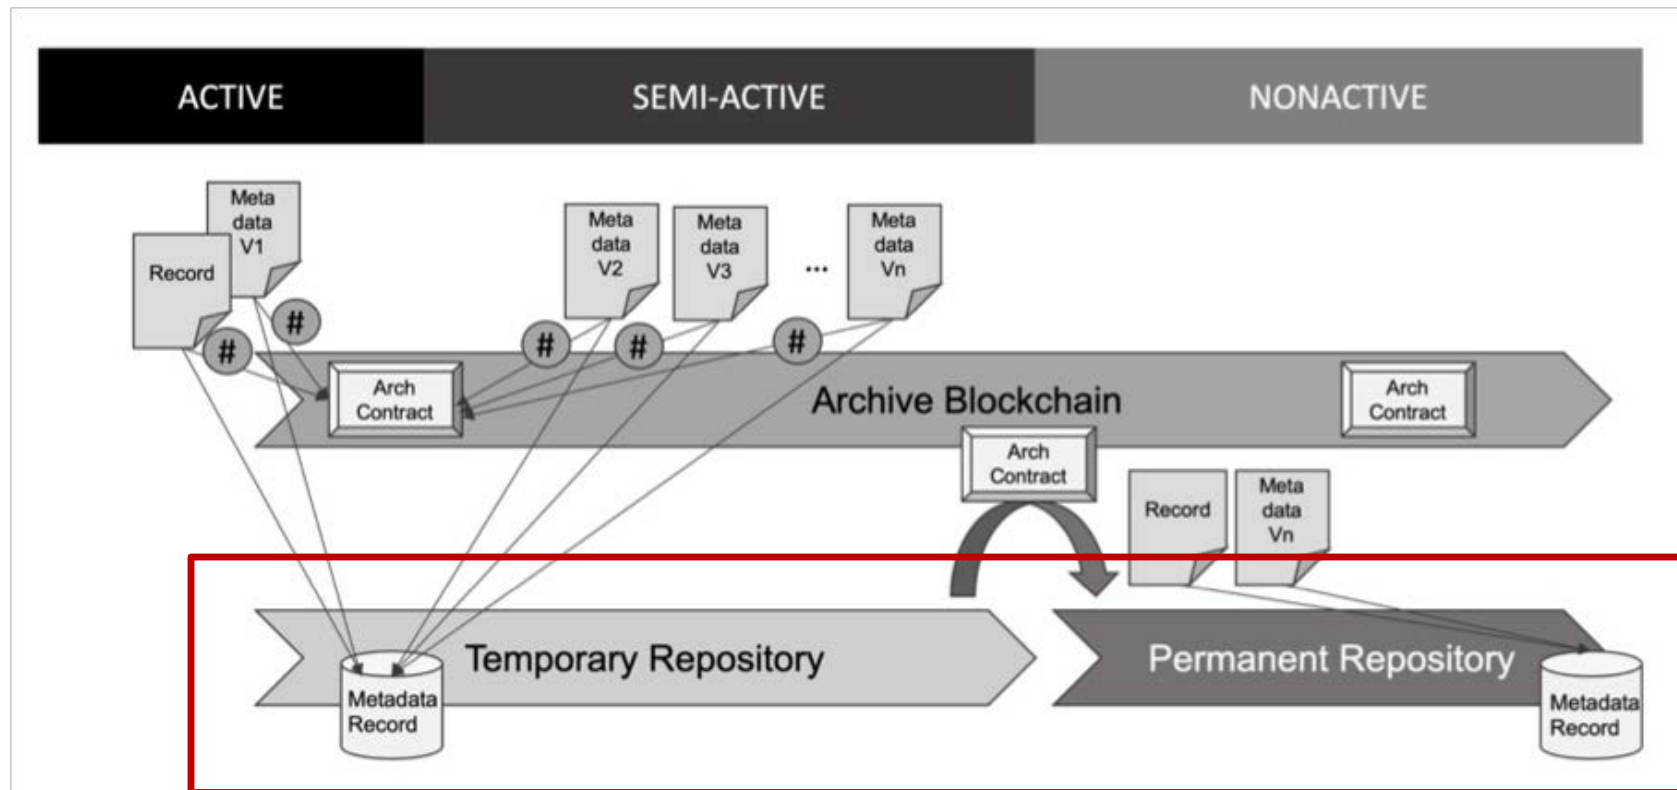 ACTIVE
SEMI-ACTIVE
NONACTIVE
Meta
data
V1
Record
Meta
data
V2
Meta
data
V3
...
Meta
data
Vn
#
#
#
#
#
Arch
Contract
Archive Blockchain
Arch
Contract
Arch
Contract
Record
Meta
data
Vn
Temporary Repository
Permanent Repository
Metadata
Record
Metadata
Record